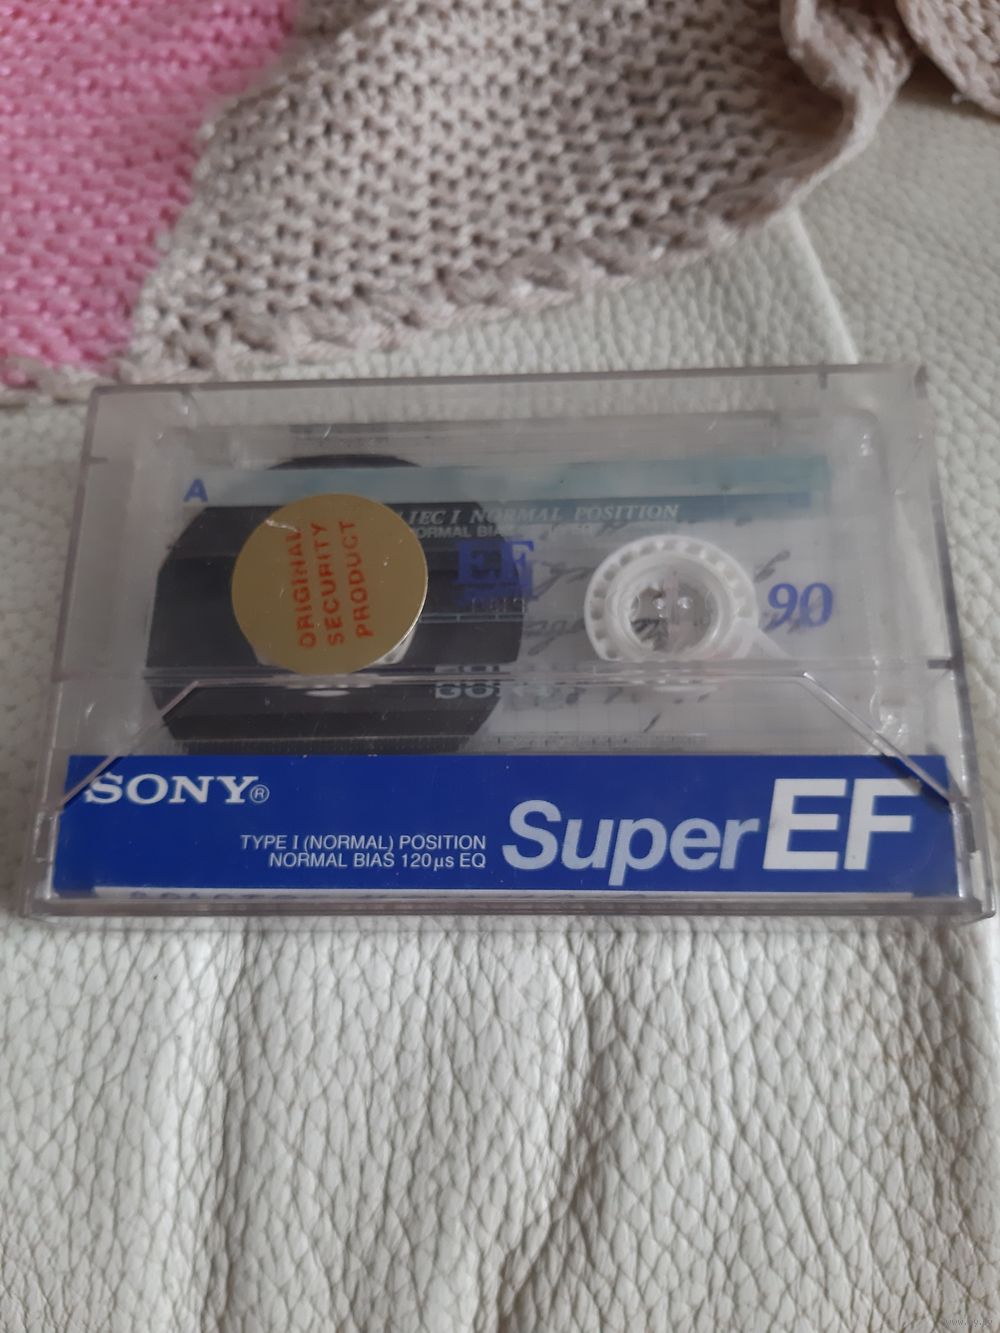 A
IEC I NORMAL POSITION
NORMAL BIAS
EF
90
ORIGINAL
SECURITY
PRODUCT
SONY®
TYPE I (NORMAL) POSITION
NORMAL BIAS 120µs EQ
Super EF